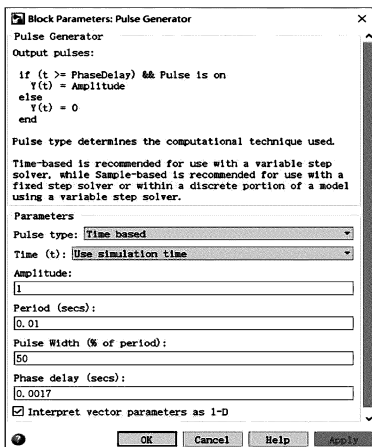 Block Parameters: Pulse Generator
Pulse Generator
Output pulses:
if (t >= PhaseDelay) && Pulse is on
Y(t) = Amplitude
else
Y(t) = 0
end
Pulse type determines the computational technique used.
Time-based is recommended for use with a variable step
solver, while Sample-based is recommended for use with a
fixed step solver or within a discrete portion of a model
using a variable step solver.
Parameters
Pulse type: Time based
Time (t): Use simulation time
Amplitude:
1
Period (secs):
0.01
Pulse Width (% of period):
50
Phase delay (secs):
0.0017
Interpret vector parameters as 1-D
OK Cancel Help Apply